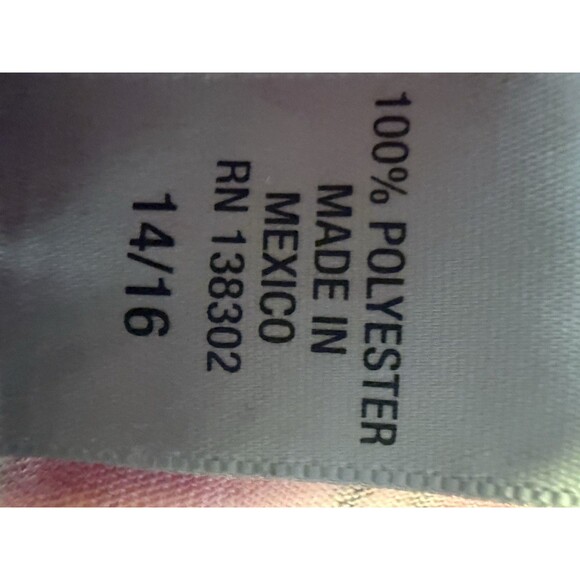 100% POLYESTER
MADE IN
MEXICO
RN 138302
14/16